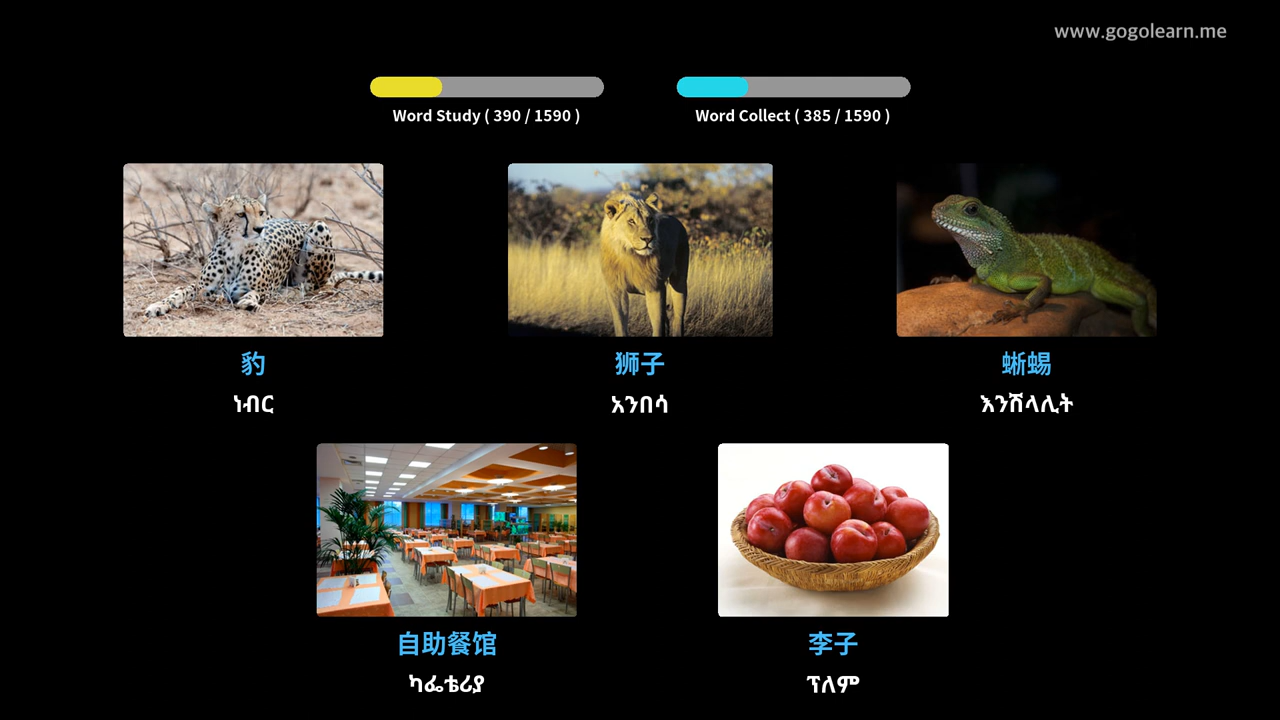 www.gogolearn.me
Word Study ( 390 / 1590 )
Word Collect ( 385 / 1590 )
豹
ነብር
狮子
አንበሳ
蜥蜴
እንሽላሊት
自助餐馆
ካፌቴሪያ
李子
ፕለም